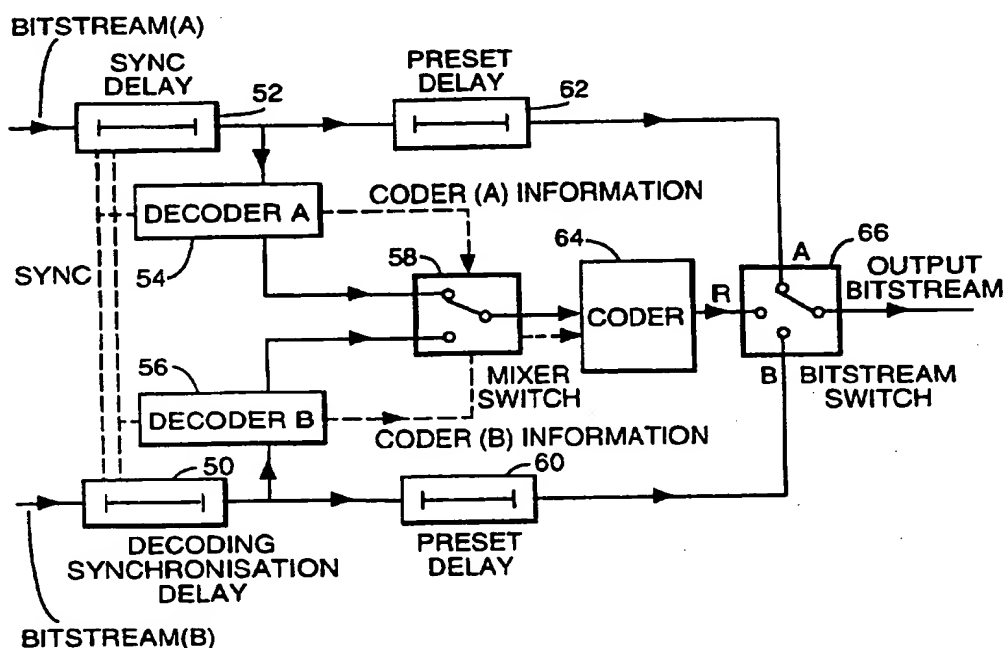 BITSTREAM(A)
SYNC
DELAY
52
PRESET
DELAY
62
DECODER A
54
CODER (A) INFORMATION
SYNC
58
64
CODER
R
A
66
OUTPUT
BITSTREAM
MIXER
SWITCH
B
BITSTREAM
SWITCH
56
DECODER B
CODER (B) INFORMATION
50
60
DECODING
SYNCHRONISATION
DELAY
PRESET
DELAY
BITSTREAM(B)